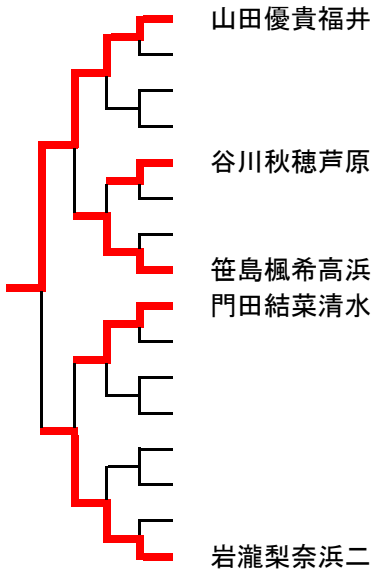 山田優貴福井
谷川秋穂芦原
笹島楓希高浜
門田結菜清水
岩瀧梨奈浜二